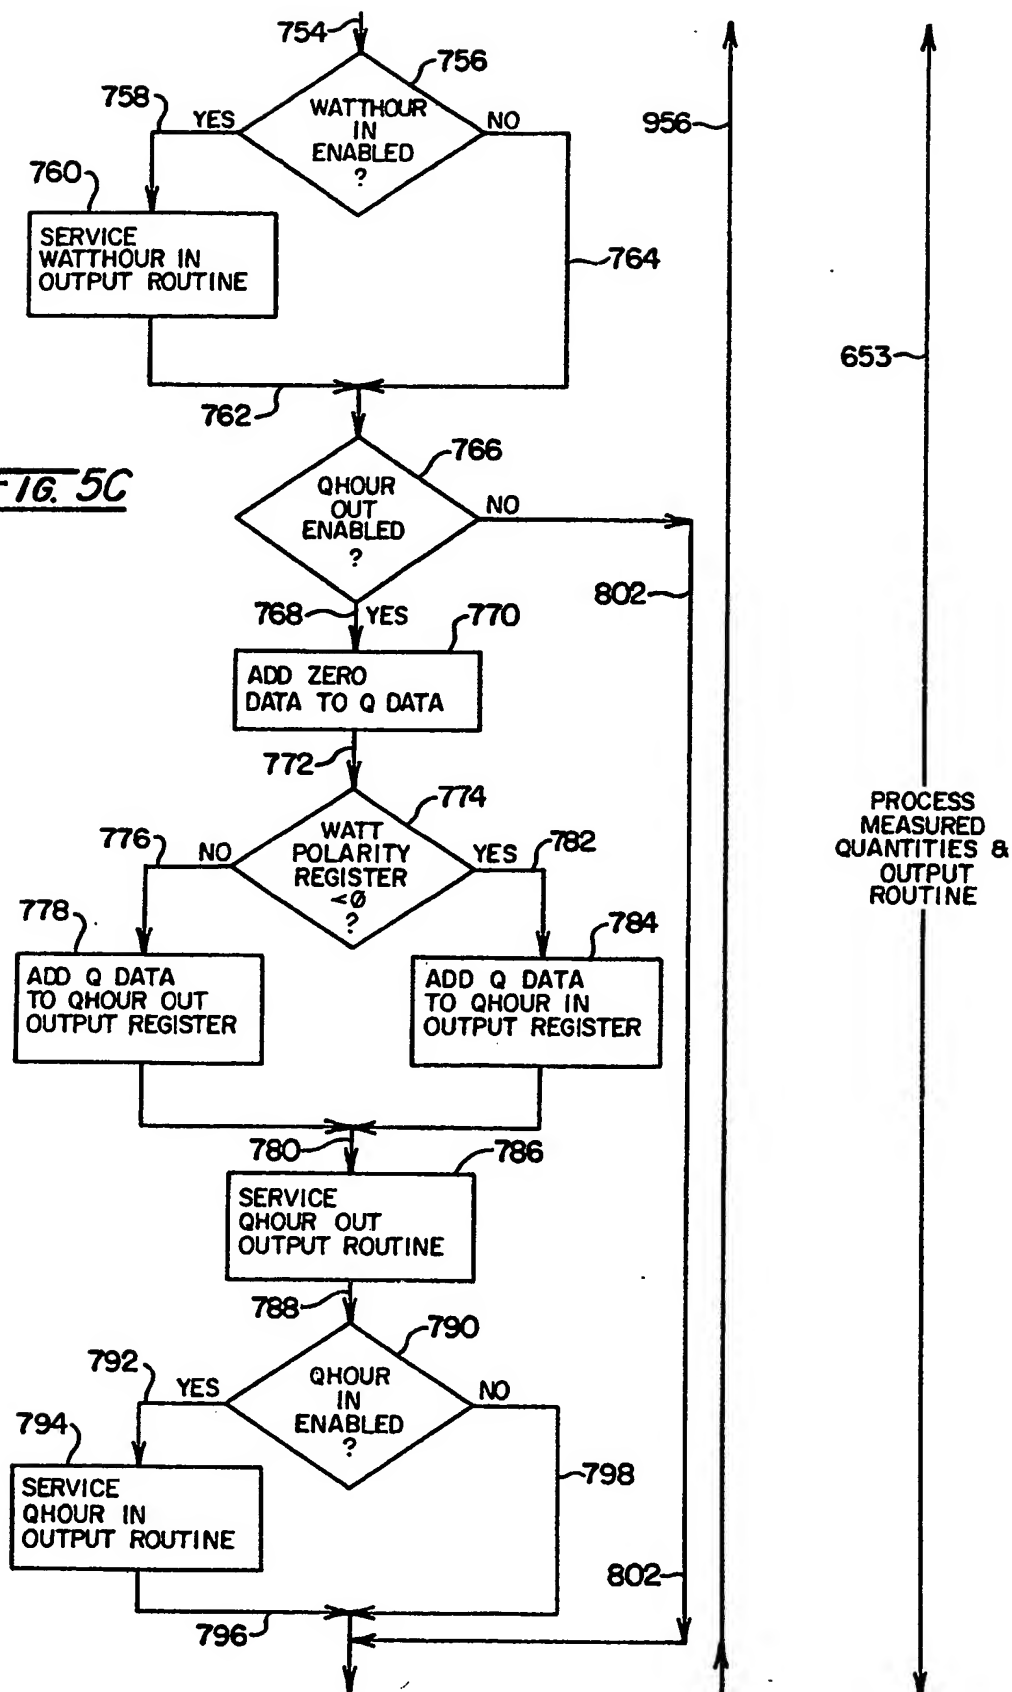 754
756
758
YES
NO
WATTHOUR
IN
ENABLED
?
956
760
SERVICE
WATTHOUR IN
OUTPUT ROUTINE
764
653
762
766
FIG. 5C
QHOUR
OUT
ENABLED
?
NO
802
768
YES
770
ADD ZERO
DATA TO Q DATA
772
774
776
NO
WATT
POLARITY
REGISTER
<0
?
YES
782
PROCESS
MEASURED
QUANTITIES &
OUTPUT
ROUTINE
778
784
ADD Q DATA
TO QHOUR OUT
OUTPUT REGISTER
ADD Q DATA
TO QHOUR IN
OUTPUT REGISTER
780
786
SERVICE
QHOUR OUT
OUTPUT ROUTINE
788
790
792
YES
QHOUR
IN
ENABLED
?
NO
794
SERVICE
QHOUR IN
OUTPUT ROUTINE
798
802
796